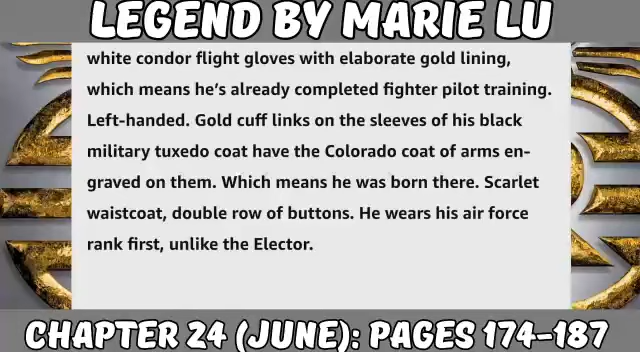 LEGEND BY MARIE LU
white condor flight gloves with elaborate gold lining,
which means he’s already completed fighter pilot training.
Left-handed. Gold cuff links on the sleeves of his black
military tuxedo coat have the Colorado coat of arms en-
graved on them. Which means he was born there. Scarlet
waistcoat, double row of buttons. He wears his air force
rank first, unlike the Elector.
CHAPTER 24 (JUNE): PAGES 174-187